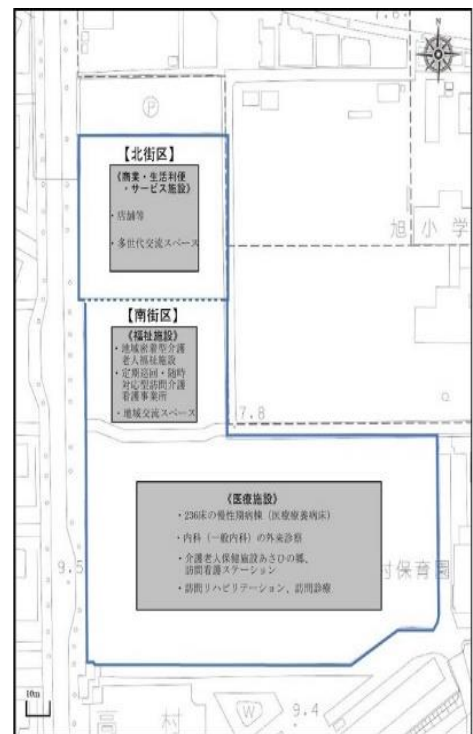 7.6
N
P
【北街区】
《商業・生活利便
・サービス施設》
・店舗等
・多世代交流スペース
旭小学
【南街区】
《福祉施設》
・地域密着型介護
老人福祉施設
・定期巡回・随時
対応型訪問介護
看護事業所
・地域交流スペース
7.8
《医療施設》
・236床の慢性期病棟（医療療養病床）
・内科（一般内科）の外来診察
・介護老人保健施設あさひの郷、
訪問看護ステーション
・訪問リハビリテーション、訪問診療
9.5
村保育園
10m
高村
W
9.4